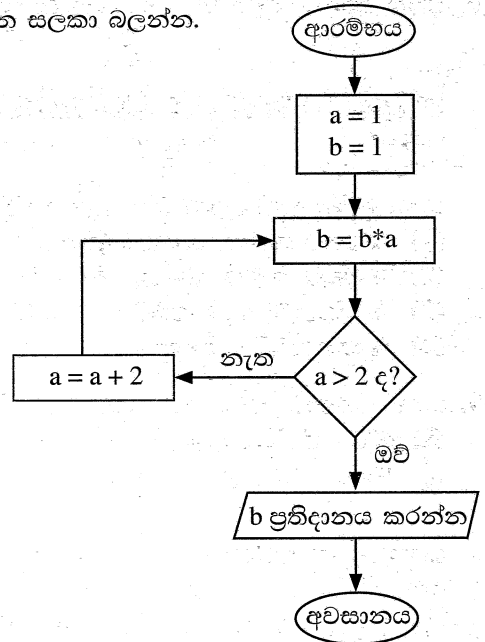 සලකා බලන්න.
ආරම්භය
a = 1
b = 1
b = b*a
a > 2 ද?
නැත
a = a + 2
ඔව්
b ප්‍රතිදානය කරන්න
අවසානය